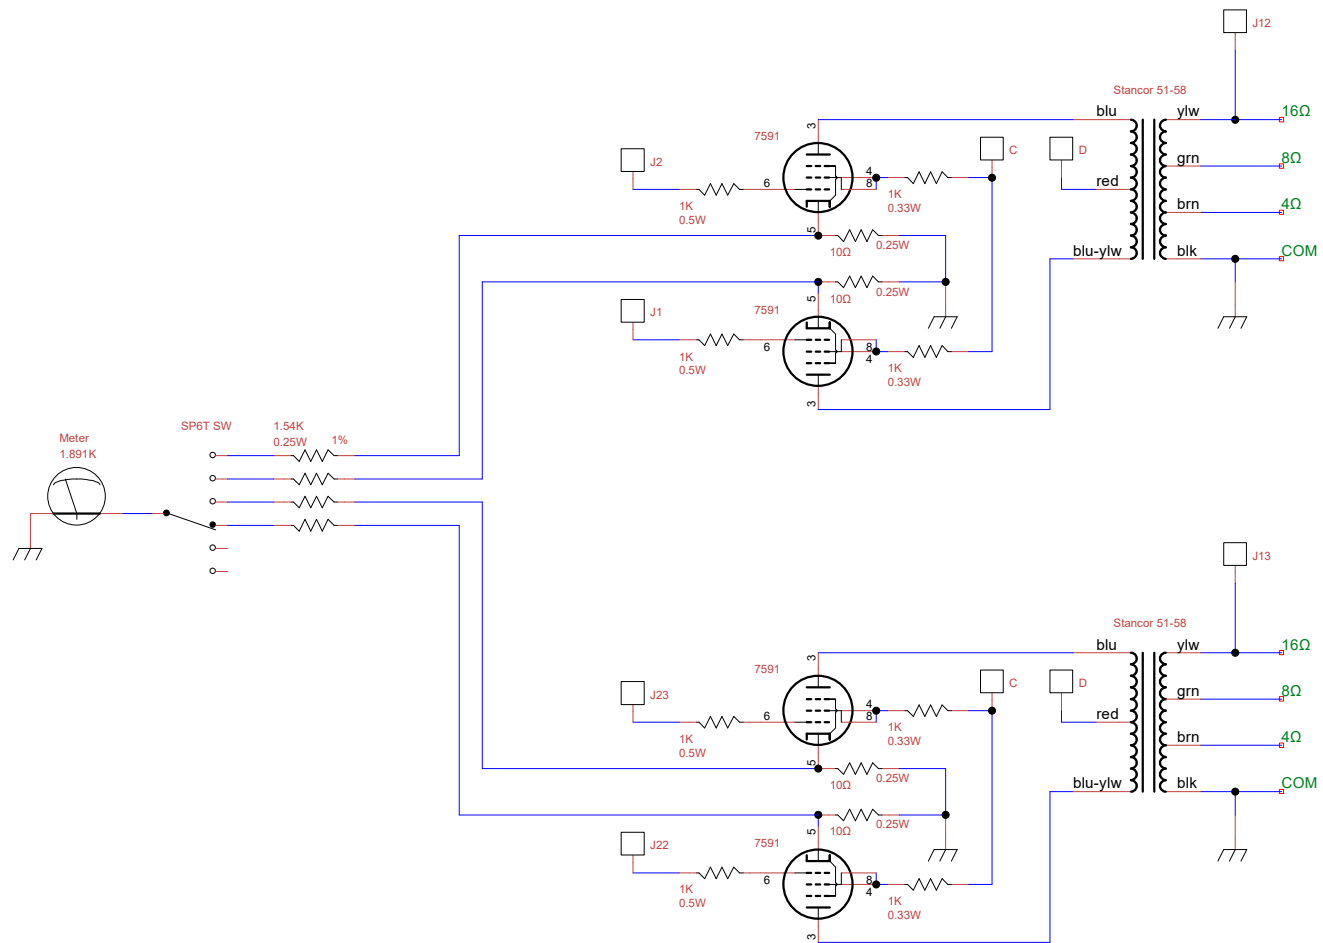 J12
Stancor 51-58
blu
ylw
16Ω
7591
3
J2
C
D
grn
8Ω
4
8
6
red
1K
0.5W
1K
0.33W
brn
4Ω
5
0.25W
10Ω
blu-ylw
blk
COM
10Ω
0.25W
5
J1
7591
6
8
4
1K
0.5W
1K
0.33W
3
SP6T SW
1.54K
0.25W
1%
Meter
1.891K
J13
Stancor 51-58
blu
ylw
16Ω
7591
3
J23
C
D
grn
8Ω
4
8
6
red
1K
0.5W
1K
0.33W
brn
4Ω
5
0.25W
10Ω
blu-ylw
blk
COM
10Ω
0.25W
5
J22
7591
6
8
4
1K
0.5W
1K
0.33W
3